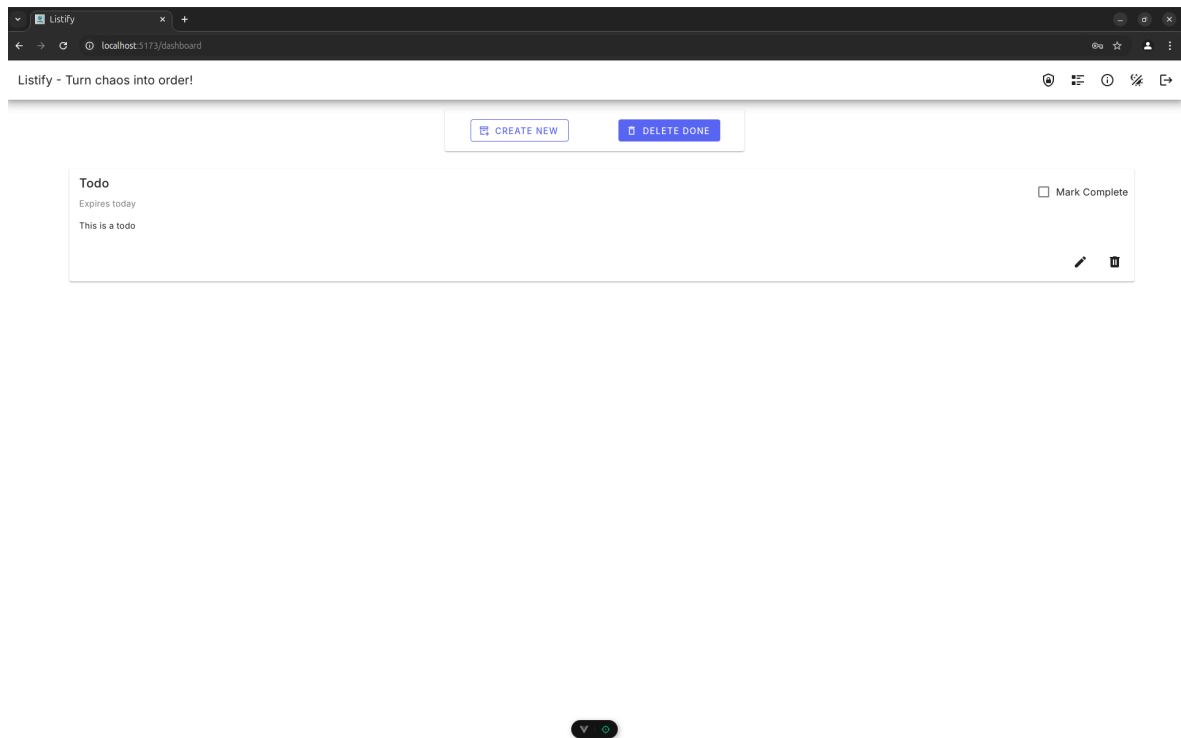 Listify
localhost:5173/dashboard
Listify - Turn chaos into order!
CREATE NEW
DELETE DONE
Todo
Mark Complete
Expires today
This is a todo